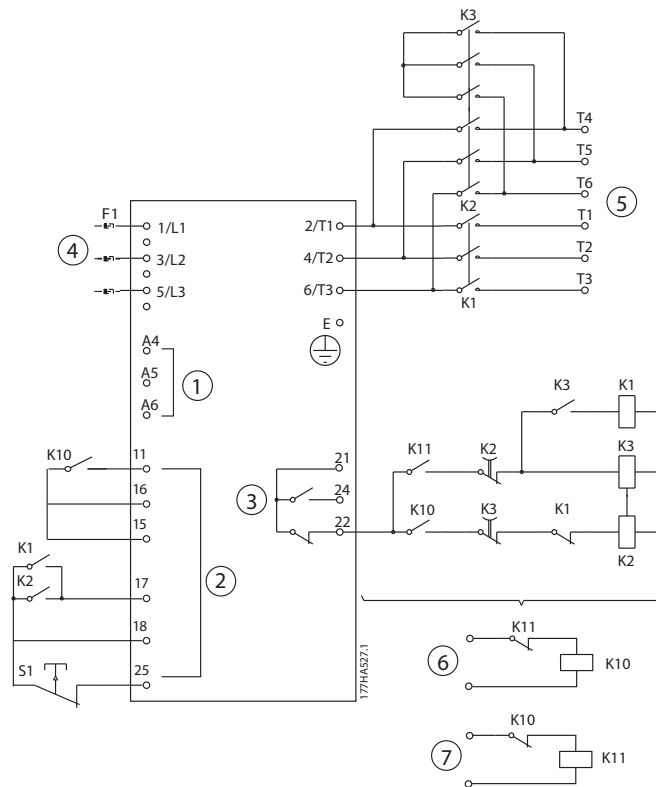 K3
T4
T5
T6
5
K2
F1
1/L1
2/T1
T1
4
3/L2
4/T2
T2
5/L3
6/T3
T3
K1
E
A4
A5
1
A6
K3
K1
K10
11
21
K11
K2
K3
16
3
24
15
22
K10
K3
K1
K2
K1
K2
17
2
18
S1
25
177HA527.1
K11
6
K10
K10
7
K11